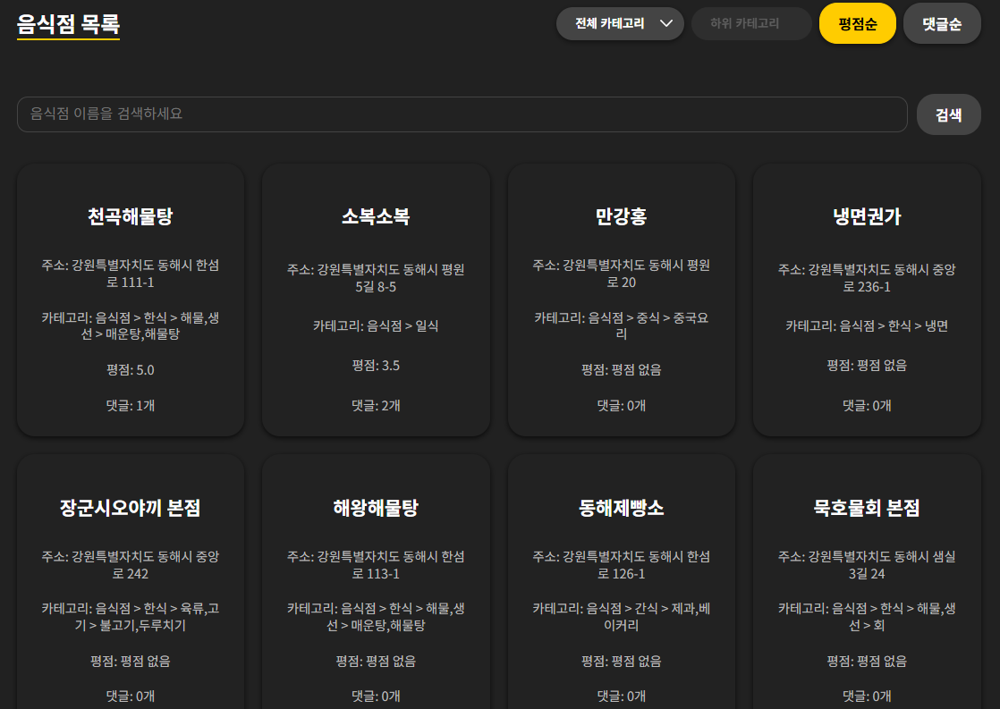 음식점 목록
전체 카테고리
하위 카테고리
평점순
댓글순
음식점 이름을 검색하세요
검색
천곡해물탕
주소: 강원특별자치도 동해시 한섬
로 111-1
카테고리: 음식점 > 한식 > 해물,생
선 > 매운탕,해물탕
평점: 5.0
댓글: 1개
소복소복
주소: 강원특별자치도 동해시 평원
5길 8-5
카테고리: 음식점 > 일식
평점: 3.5
댓글: 2개
만강홍
주소: 강원특별자치도 동해시 평원
로 20
카테고리: 음식점 > 중식 > 중국요
리
평점: 평점 없음
댓글: 0개
냉면권가
주소: 강원특별자치도 동해시 중앙
로 236-1
카테고리: 음식점 > 한식 > 냉면
평점: 평점 없음
댓글: 0개
장군시오야끼 본점
주소: 강원특별자치도 동해시 중앙
로 242
카테고리: 음식점 > 한식 > 육류,고
기 > 불고기,두루치기
평점: 평점 없음
댓글: 0개
해왕해물탕
주소: 강원특별자치도 동해시 한섬
로 113-1
카테고리: 음식점 > 한식 > 해물,생
선 > 매운탕,해물탕
평점: 평점 없음
댓글: 0개
동해제빵소
주소: 강원특별자치도 동해시 한섬
로 126-1
카테고리: 음식점 > 간식 > 제과,베
이커리
평점: 평점 없음
댓글: 0개
묵호물회 본점
주소: 강원특별자치도 동해시 샘실
3길 24
카테고리: 음식점 > 한식 > 해물,생
선 > 회
평점: 평점 없음
댓글: 0개